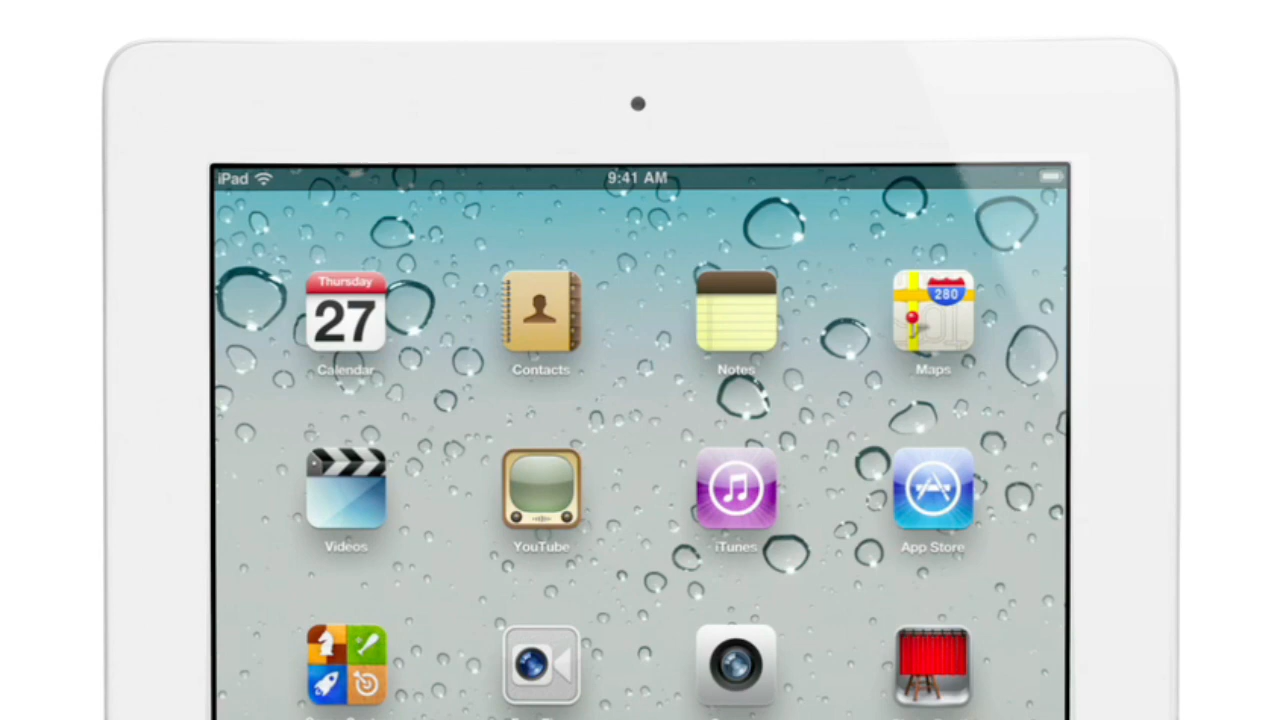 iPad 9:41 AM
Thursday
27
280
Calendar Contacts Notes Maps
Videos YouTube iTunes App Store